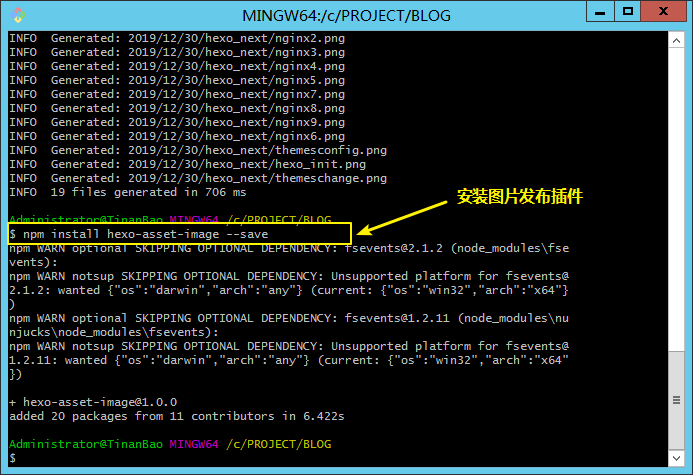 MINGW64:/c/PROJECT/BLOG
INFO  Generated: 2019/12/30/hexo_next/nginx2.png
INFO  Generated: 2019/12/30/hexo_next/nginx3.png
INFO  Generated: 2019/12/30/hexo_next/nginx4.png
INFO  Generated: 2019/12/30/hexo_next/nginx5.png
INFO  Generated: 2019/12/30/hexo_next/nginx7.png
INFO  Generated: 2019/12/30/hexo_next/nginx8.png
INFO  Generated: 2019/12/30/hexo_next/nginx9.png
INFO  Generated: 2019/12/30/hexo_next/nginx6.png
INFO  Generated: 2019/12/30/hexo_next/themesconfig.png
INFO  Generated: 2019/12/30/hexo_next/hexo_init.png
INFO  Generated: 2019/12/30/hexo_next/themeschange.png
INFO  19 files generated in 706 ms
安装图片发布插件
Administrator@TinanBao MINGW64 /c/PROJECT/BLOG
$ npm install hexo-asset-image --save
npm WARN optional SKIPPING OPTIONAL DEPENDENCY: fsevents@2.1.2 (node_modules\fse
vents):
npm WARN notsup SKIPPING OPTIONAL DEPENDENCY: Unsupported platform for fsevents@
2.1.2: wanted {"os":"darwin","arch":"any"} (current: {"os":"win32","arch":"x64"}
)
npm WARN optional SKIPPING OPTIONAL DEPENDENCY: fsevents@1.2.11 (node_modules\nu
njucks\node_modules\fsevents):
npm WARN notsup SKIPPING OPTIONAL DEPENDENCY: Unsupported platform for fsevents@
1.2.11: wanted {"os":"darwin","arch":"any"} (current: {"os":"win32","arch":"x64"
})
+ hexo-asset-image@1.0.0
added 20 packages from 11 contributors in 6.422s
Administrator@TinanBao MINGW64 /c/PROJECT/BLOG
$